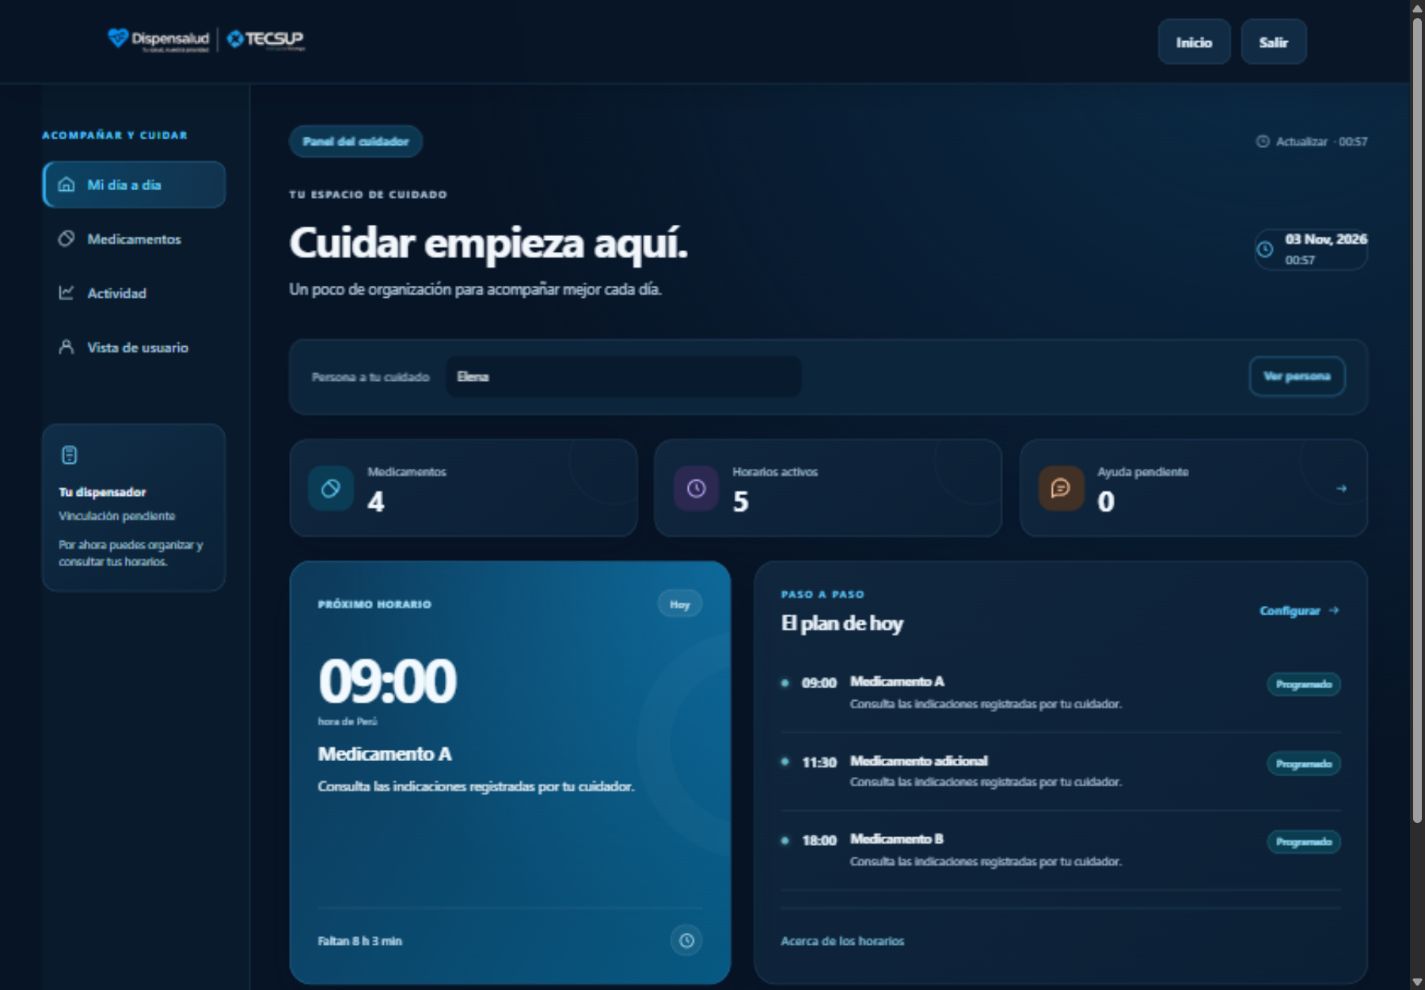 Dispensalud
TECSUP
Inicio
Salir
ACOMPAÑAR Y CUIDAR
Mi día a día
Medicamentos
Actividad
Vista de usuario
Tu dispensador
Vinculación pendiente
Por ahora puedes organizar y
consultar tus horarios.
Panel del cuidador
Actualizar · 00:57
TU ESPACIO DE CUIDADO
Cuidar empieza aquí.
Un poco de organización para acompañar mejor cada día.
03 Nov, 2026
00:57
Persona a tu cuidado
Elena
Ver persona
Medicamentos
4
Horarios activos
5
Ayuda pendiente
0
→
PRÓXIMO HORARIO
Hoy
09:00
hora de Perú
Medicamento A
Consulta las indicaciones registradas por tu cuidador.
Faltan 8 h 3 min
PASO A PASO
El plan de hoy
Configurar →
09:00 Medicamento A
Consulta las indicaciones registradas por tu cuidador.
Programado
11:30 Medicamento adicional
Consulta las indicaciones registradas por tu cuidador.
Programado
18:00 Medicamento B
Consulta las indicaciones registradas por tu cuidador.
Programado
Acerca de los horarios